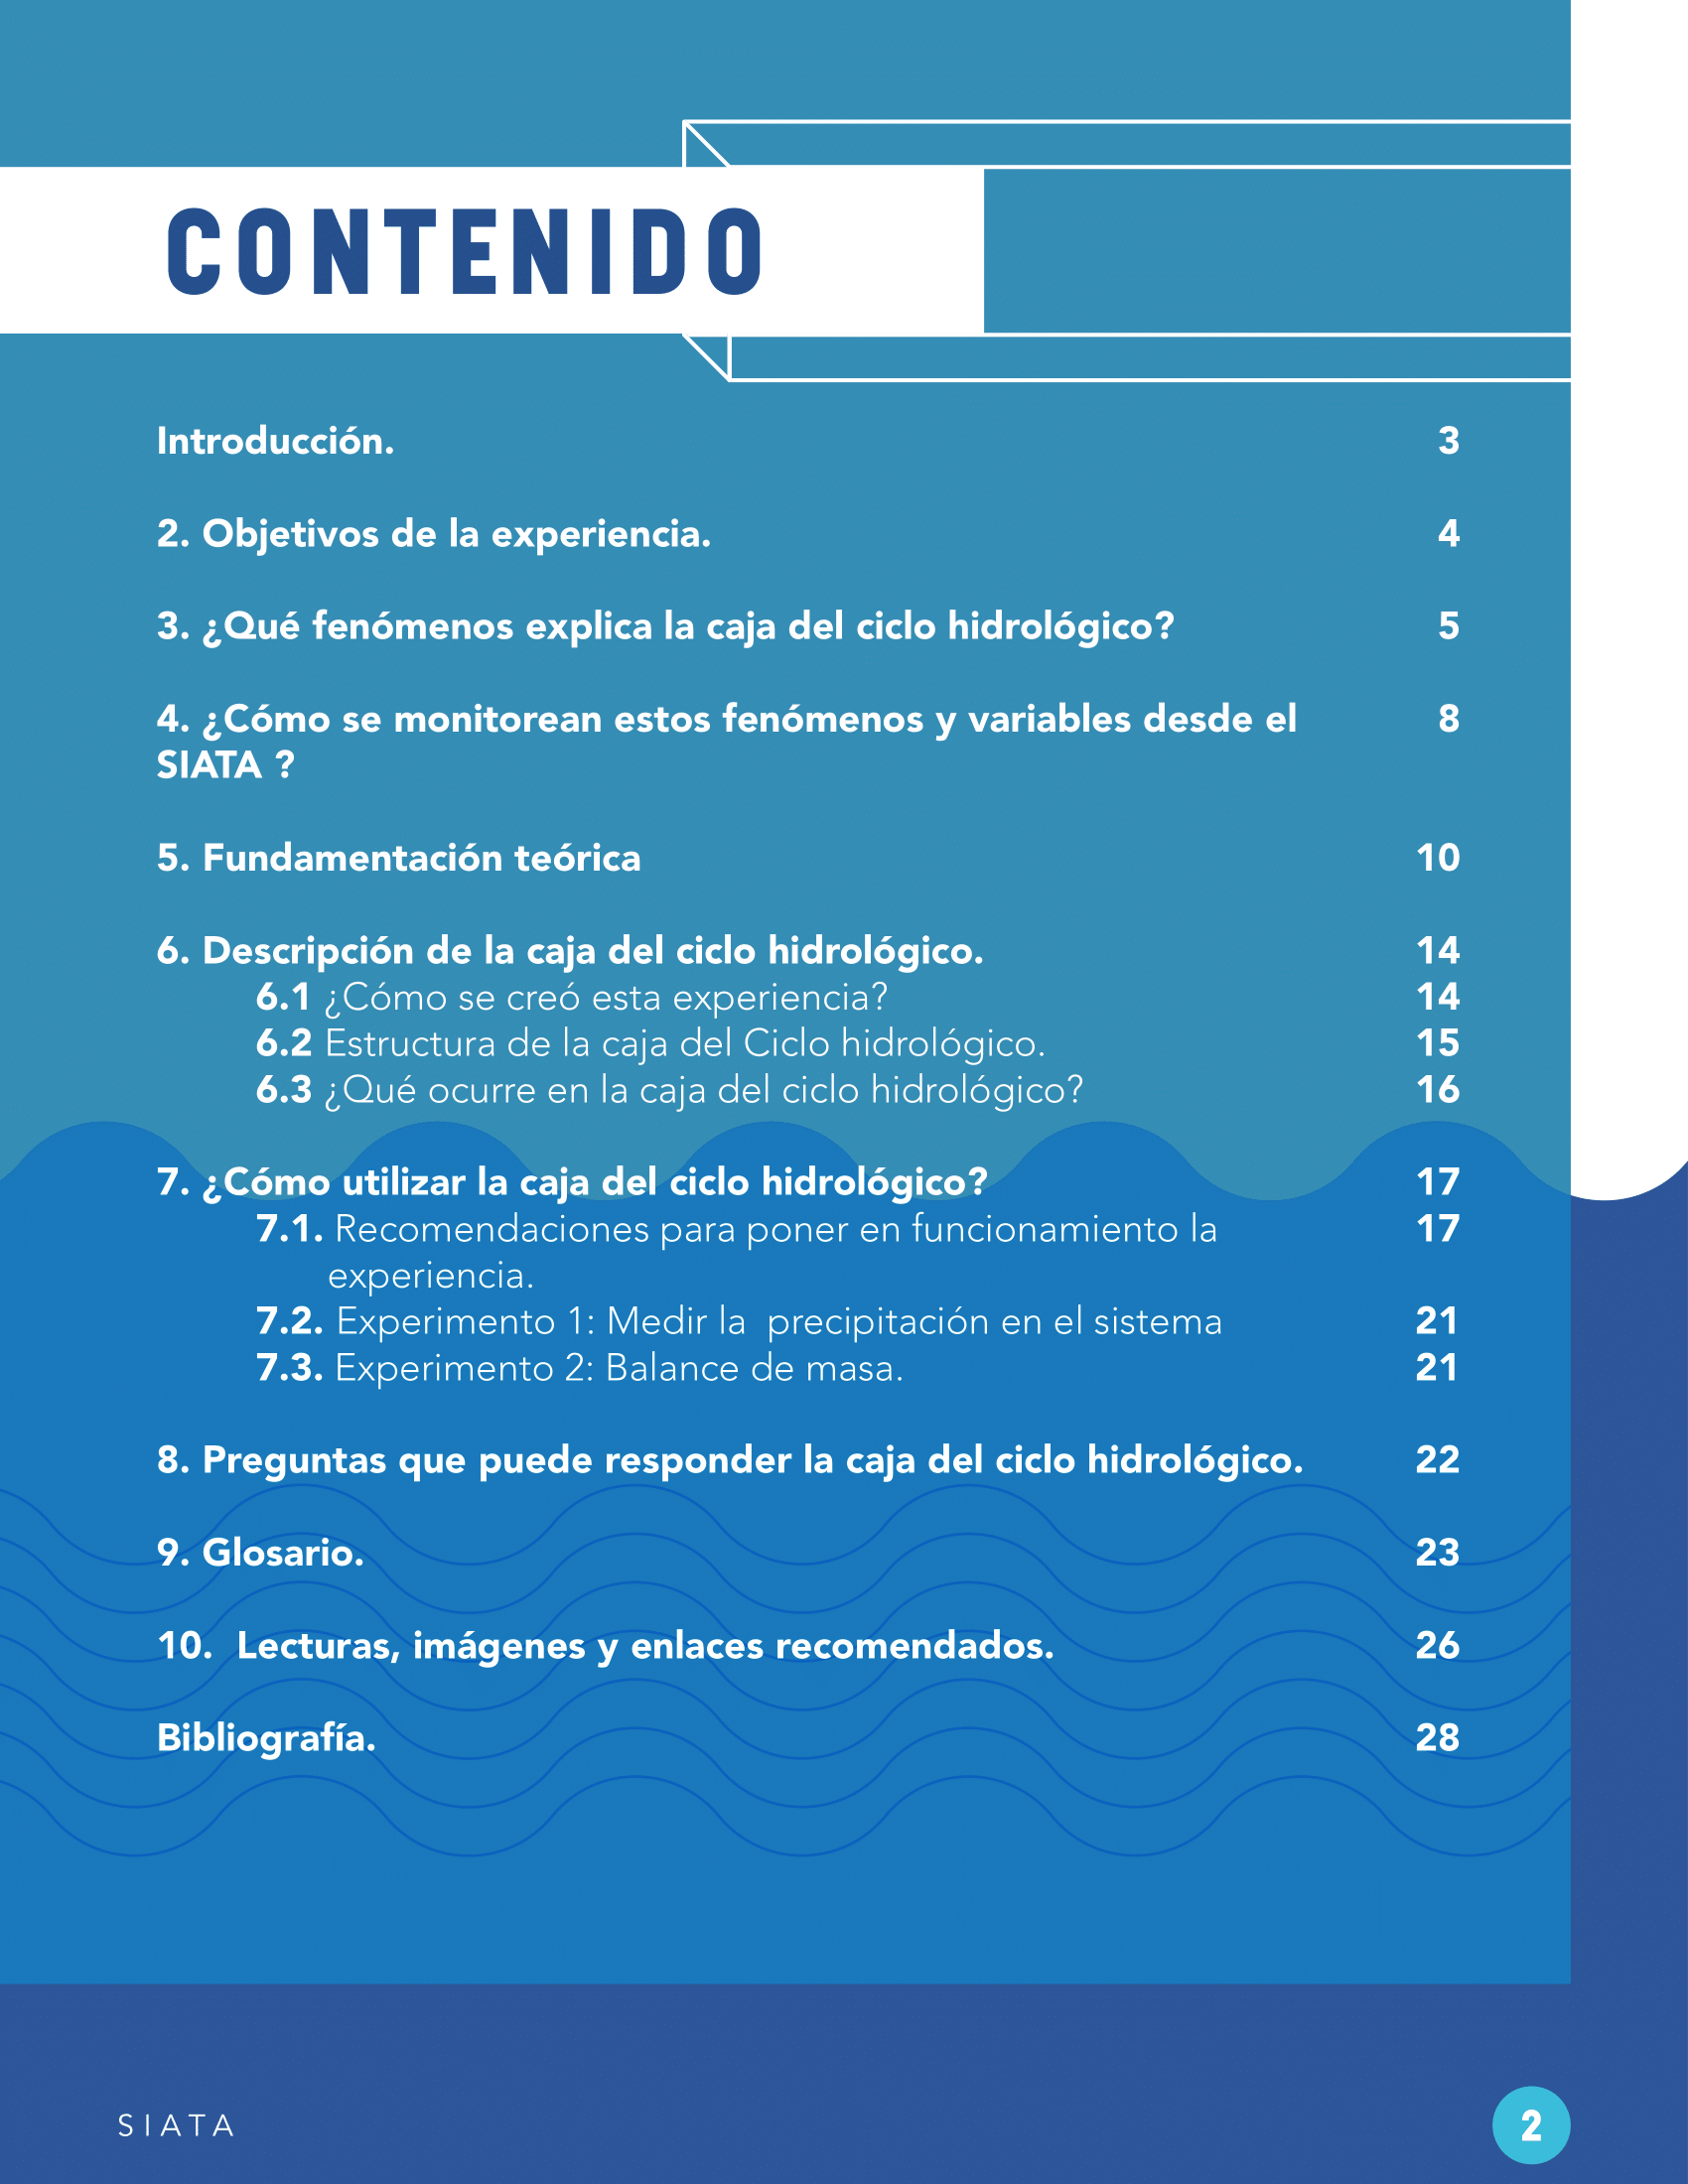 CONTENIDO
Introducción. 3
2. Objetivos de la experiencia. 4
3. ¿Qué fenómenos explica la caja del ciclo hidrológico? 5
4. ¿Cómo se monitorean estos fenómenos y variables desde el 8
SIATA ?
5. Fundamentación teórica 10
6. Descripción de la caja del ciclo hidrológico. 14
6.1 ¿Cómo se creó esta experiencia? 14
6.2 Estructura de la caja del Ciclo hidrológico. 15
6.3 ¿Qué ocurre en la caja del ciclo hidrológico? 16
7. ¿Cómo utilizar la caja del ciclo hidrológico? 17
7.1. Recomendaciones para poner en funcionamiento la 17
experiencia.
7.2. Experimento 1: Medir la  precipitación en el sistema 21
7.3. Experimento 2: Balance de masa. 21
8. Preguntas que puede responder la caja del ciclo hidrológico. 22
9. Glosario. 23
10.  Lecturas, imágenes y enlaces recomendados. 26
Bibliografía. 28
SIATA 2